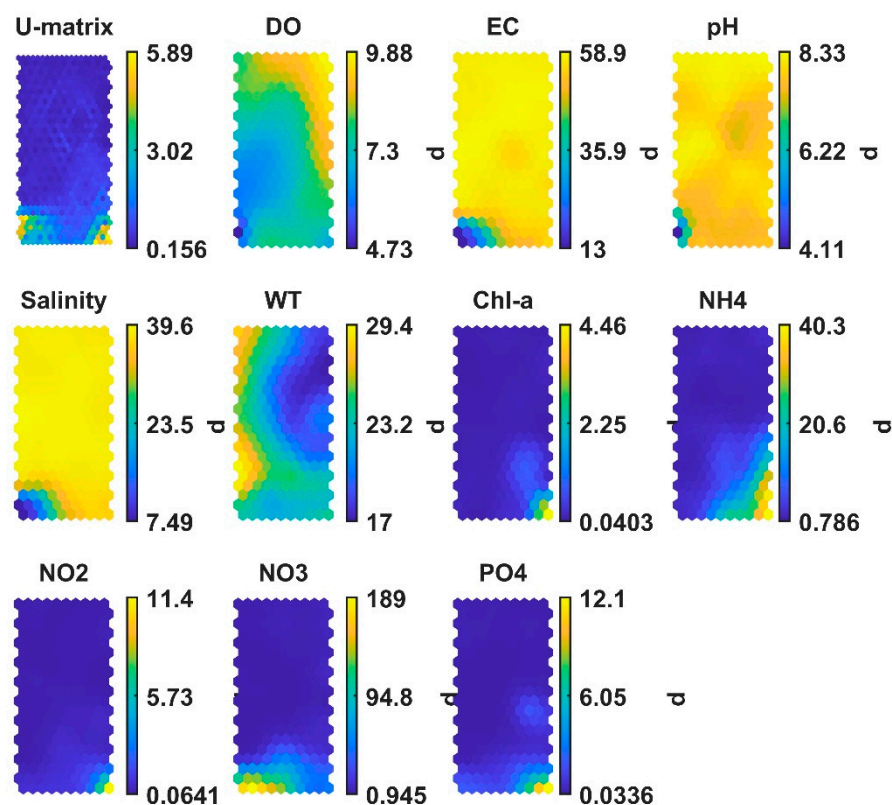 U-matrix DO EC pH
5.89 9.88 58.9 8.33
3.02 7.3 35.9 d 6.22 d
d
0.156 4.73 13 4.11
Salinity WT Chl-a NH4
39.6 29.4 4.46 40.3
23.5 d 23.2 d 2.25 20.6 d
7.49 17 0.0403 0.786
NO2 NO3 PO4
11.4 189 12.1
5.73 94.8 d 6.05 d
0.0641 0.945 0.0336